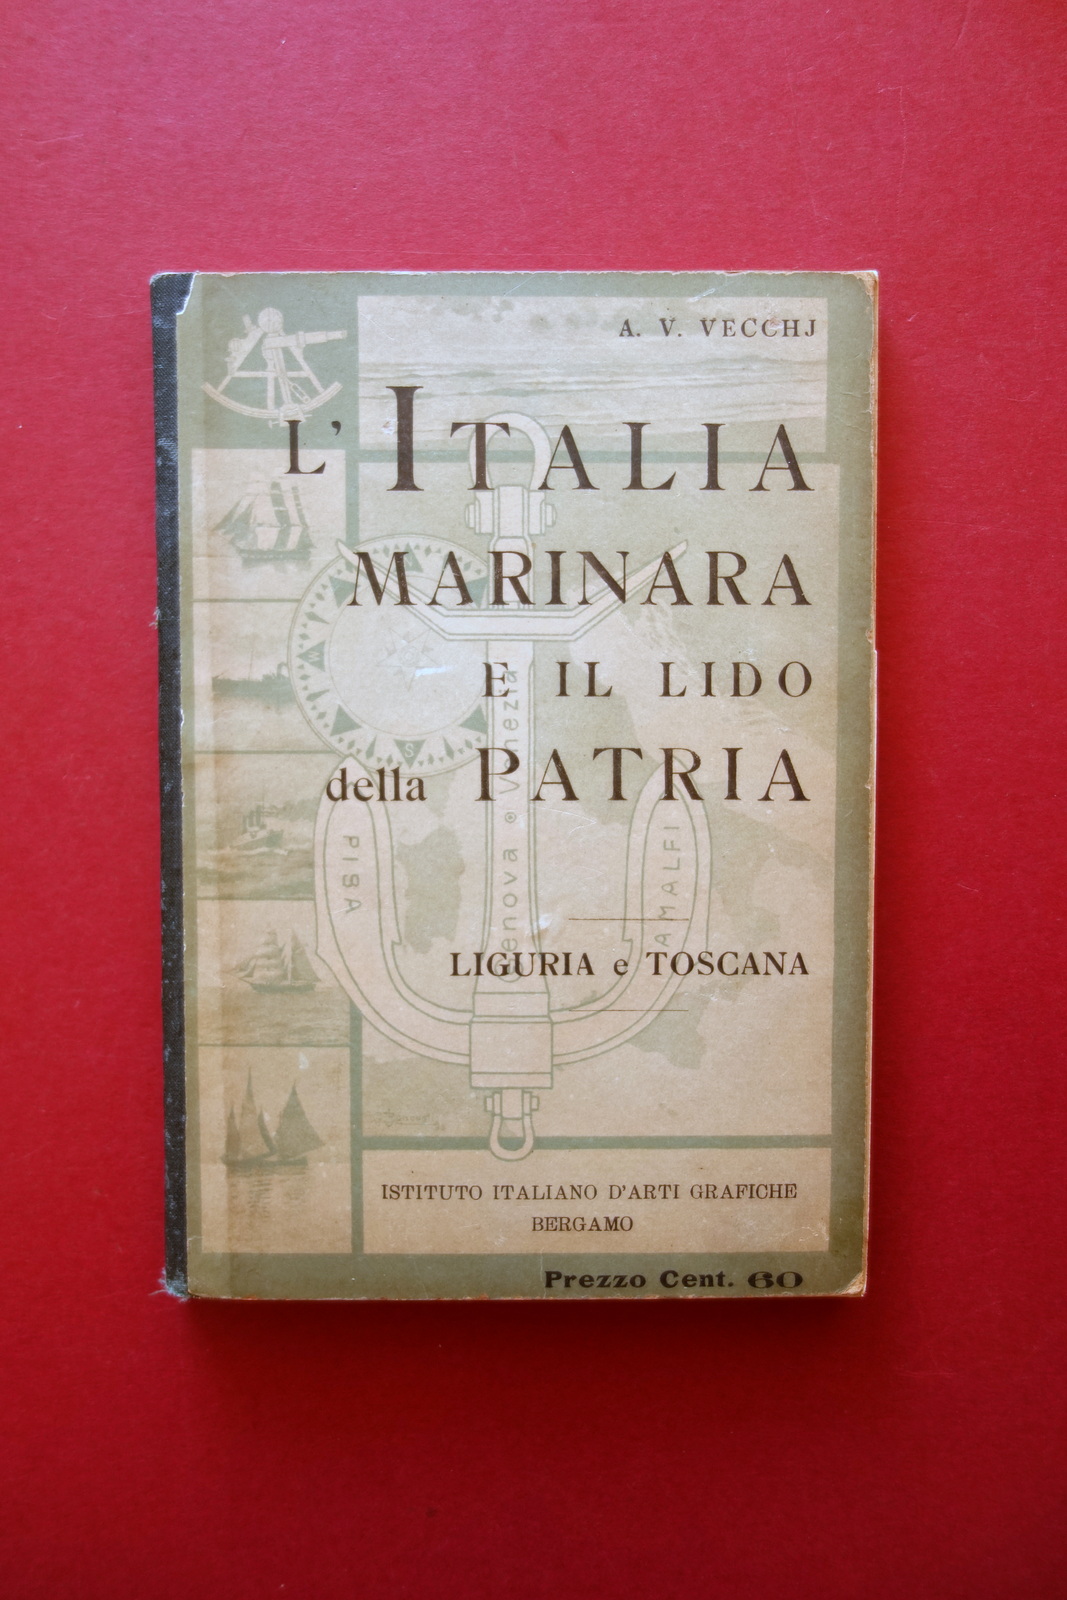 A. V. VECCHJ
L'ITALIA
MARINARA
E IL LIDO
della PATRIA
PISA
Genova Venezia
AMALFI
W
S
LIGURIA e TOSCANA
ISTITUTO ITALIANO D'ARTI GRAFICHE
BERGAMO
Prezzo Cent. 60